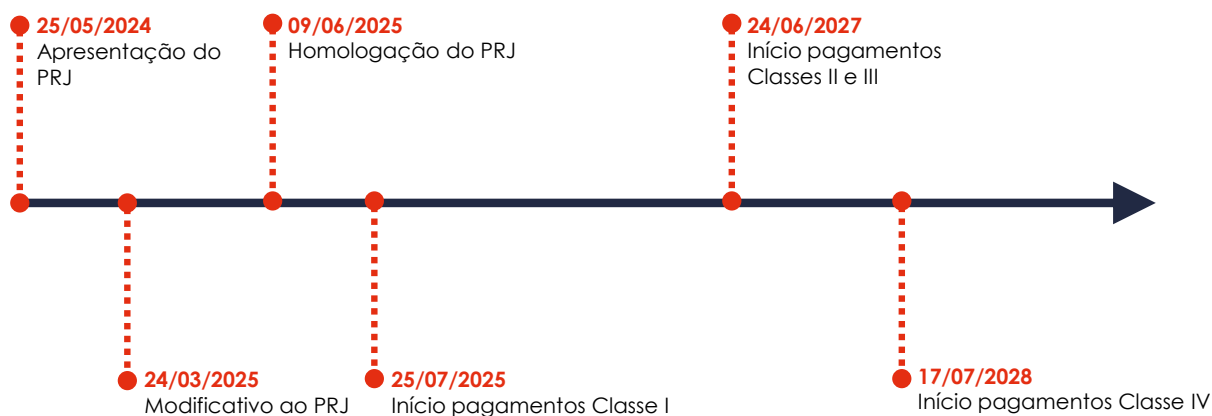 25/05/2024
Apresentação do
PRJ
09/06/2025
Homologação do PRJ
24/06/2027
Início pagamentos
Classes II e III
24/03/2025
Modificativo ao PRJ
25/07/2025
Início pagamentos Classe I
17/07/2028
Início pagamentos Classe IV